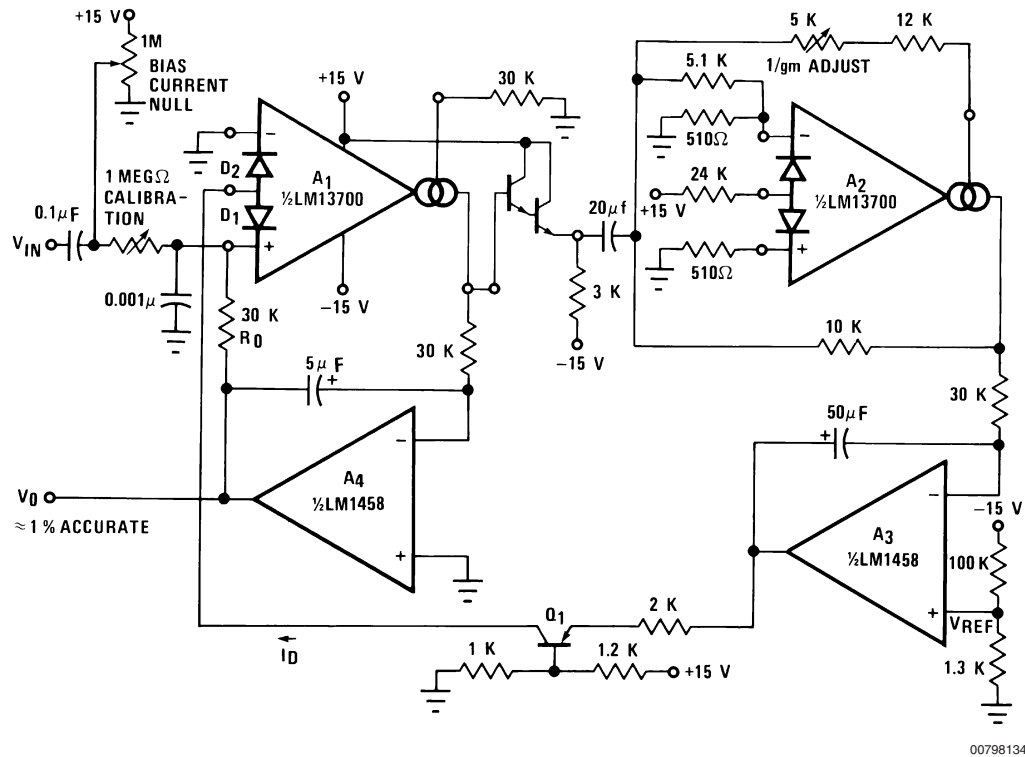 +15 V
1M
BIAS
CURRENT
NULL
+15 V
30 K
5 K
12 K
1/gm ADJUST
5.1 K
510Ω
24 K
+15 V
510Ω
−
A2
½LM13700
+
−
D2
1 MEG Ω
CALIBRA-
TION
D1
A1
½LM13700
+
−15 V
0.1µF
VIN
0.001µ
30 K
RO
20µf
3 K
−15 V
10 K
30 K
30 K
5µF
+
50µF
+
−
A4
½LM1458
+
VO
≈ 1 % ACCURATE
−
A3
½LM1458
+
−15 V
100 K
VREF
1.3 K
Q1
2 K
ID
1 K
1.2 K
+15 V
00798134